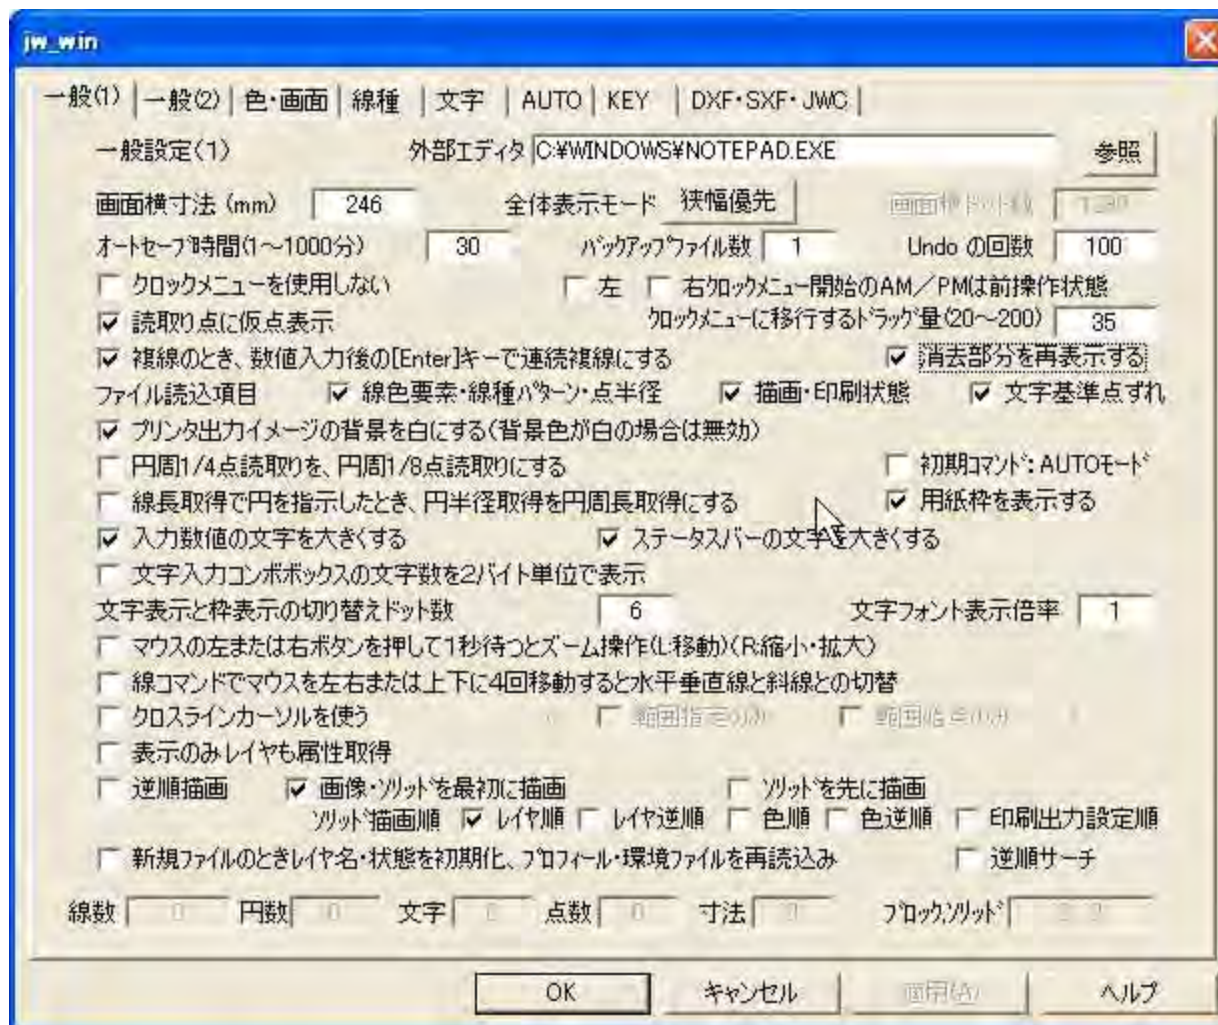 jw_win
一般(1) 一般(2) 色・画面 線種 文字 AUTO KEY DXF・SXF・JWC
一般設定(1) 外部エディタ C:¥WINDOWS¥NOTEPAD.EXE 参照
画面横寸法 (mm) 246 全体表示モード 狭幅優先 画面横ドット数 1280
オートセーブ時間(1～1000分) 30 バックアップファイル数 1 Undo の回数 100
クロックメニューを使用しない 左 右クロックメニュー開始のAM／PMは前操作状態
読取り点に仮点表示 クロックメニューに移行するドラッグ量(20～200) 35
複線のとき、数値入力後の[Enter]キーで連続複線にする 消去部分を再表示する
ファイル読込項目 線色要素・線種パターン・点半径 描画・印刷状態 文字基準点ずれ
プリンタ出力イメージの背景を白にする(背景色が白の場合は無効)
円周1/4点読取りを、円周1/8点読取りにする 初期コマンド:AUTOモード
線長取得で円を指示したとき、円半径取得を円周長取得にする 用紙枠を表示する
入力数値の文字を大きくする ステータスバーの文字を大きくする
文字入力コンボボックスの文字数を2バイト単位で表示
文字表示と枠表示の切り替えドット数 6 文字フォント表示倍率 1
マウスの左または右ボタンを押して1秒待つとズーム操作(L:移動)(R:縮小・拡大)
線コマンドでマウスを左右または上下に4回移動すると水平垂直線と斜線との切替
クロスラインカーソルを使う 範囲指定のみ 範囲始点のみ
表示のみレイヤも属性取得
逆順描画 画像・ソリッドを最初に描画 ソリッドを先に描画
ソリッド描画順 レイヤ順 レイヤ逆順 色順 色逆順 印刷出力設定順
新規ファイルのときレイヤ名・状態を初期化、プロフィール・環境ファイルを再読込み 逆順サーチ
線数 0 円数 0 文字 0 点数 0 寸法 0 ブロック,ソリッド
OK キャンセル 適用(A) ヘルプ